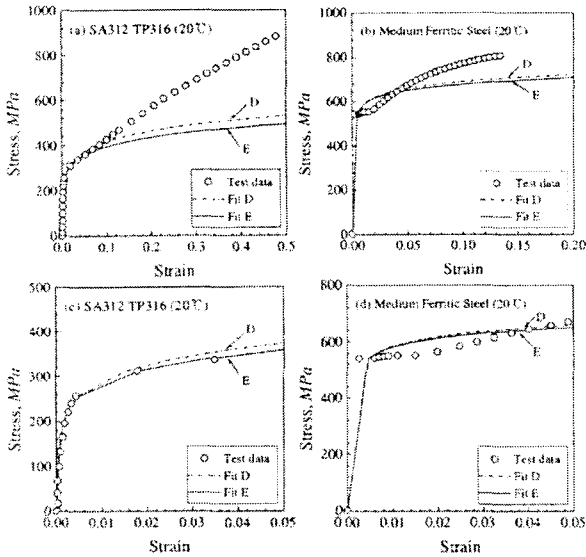 1000
800
600
400
200
0
Stress, MPa
(a) SA312 TP316 (20℃)
D
E
Test data
Fit D
Fit E
0.0 0.1 0.2 0.3 0.4 0.5
Strain
1000
800
600
400
200
0
Stress, MPa
(b) Medium Ferritic Steel (20℃)
D
E
Test data
Fit D
Fit E
0.00 0.05 0.10 0.15 0.20
Strain
500
400
300
200
100
0
Stress, MPa
(c) SA312 TP316 (20℃)
D
E
Test data
Fit D
Fit E
0.00 0.01 0.02 0.03 0.04 0.05
Strain
800
600
400
200
0
Stress, MPa
(d) Medium Ferritic Steel (20℃)
D
E
Test data
Fit D
Fit E
0.00 0.01 0.02 0.03 0.04 0.05
Strain